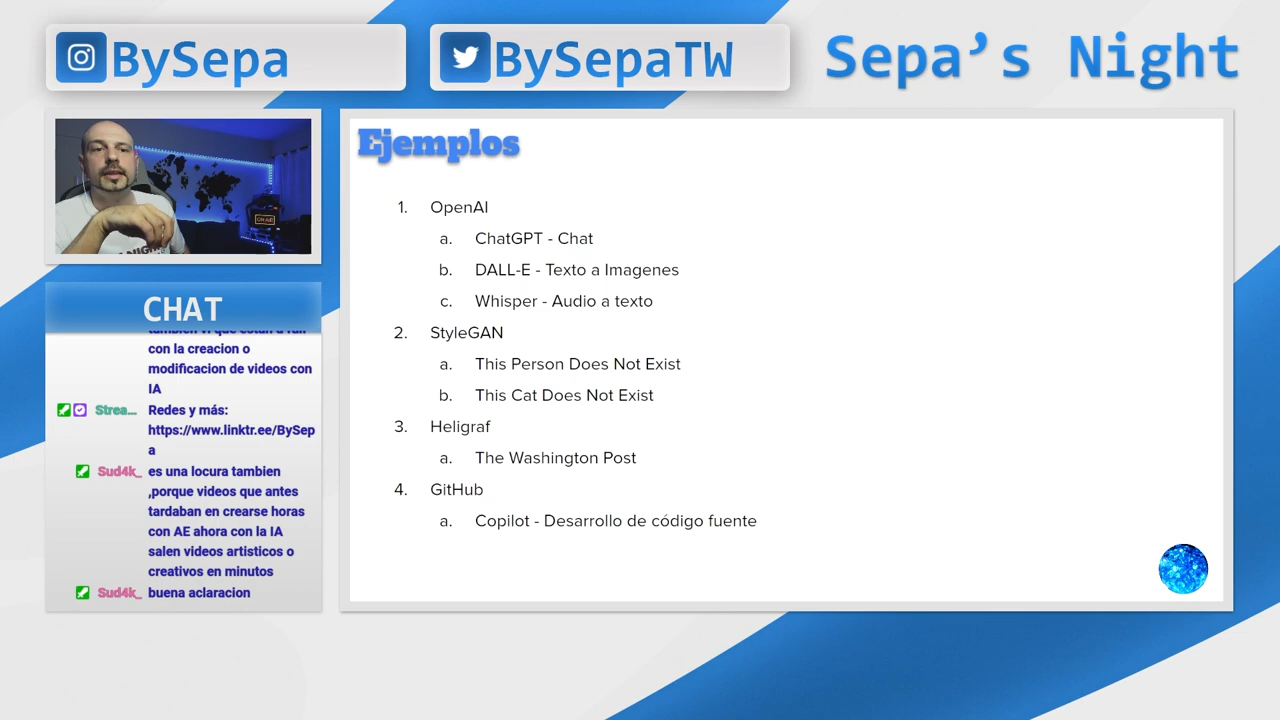 BySepa
BySepaTW
Sepa’s Night
Ejemplos
1. OpenAI
a. ChatGPT - Chat
b. DALL-E - Texto a Imagenes
c. Whisper - Audio a texto
2. StyleGAN
a. This Person Does Not Exist
b. This Cat Does Not Exist
3. Heligraf
a. The Washington Post
4. GitHub
a. Copilot - Desarrollo de código fuente
CHAT
con la creacion o
modificacion de videos con
IA
Strea... Redes y más:
https://www.linktr.ee/BySep
a
Sud4k_ es una locura tambien
,porque videos que antes
tardaban en crearse horas
con AE ahora con la IA
salen videos artisticos o
creativos en minutos
Sud4k_ buena aclaracion